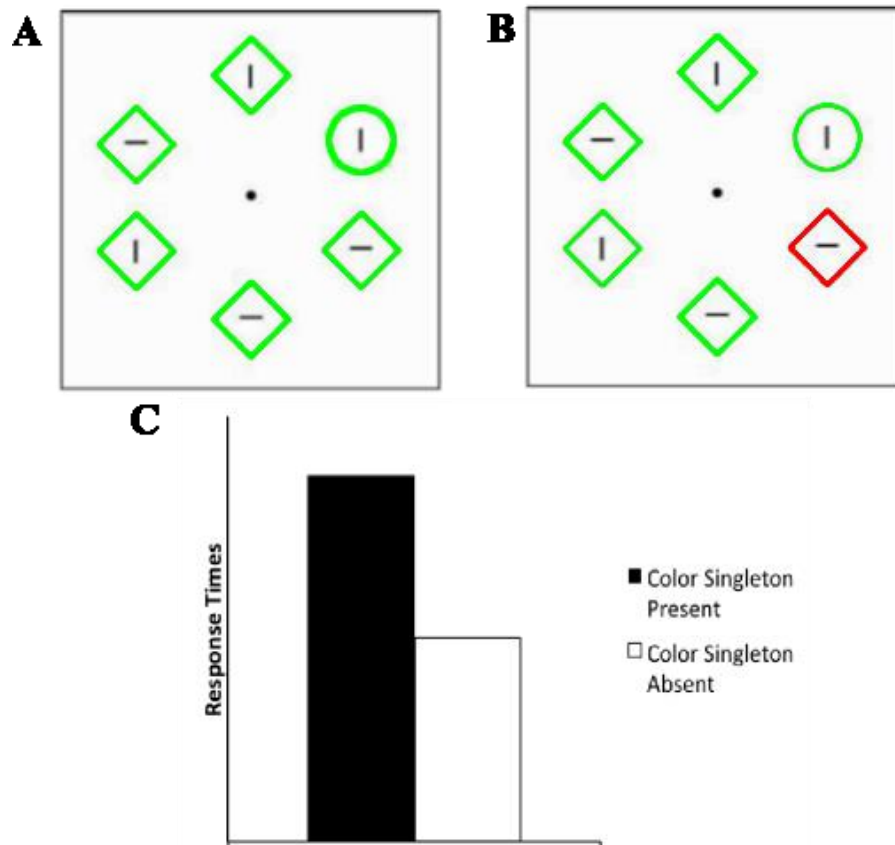 A
B
C
Response Times
Color Singleton
Present
Color Singleton
Absent